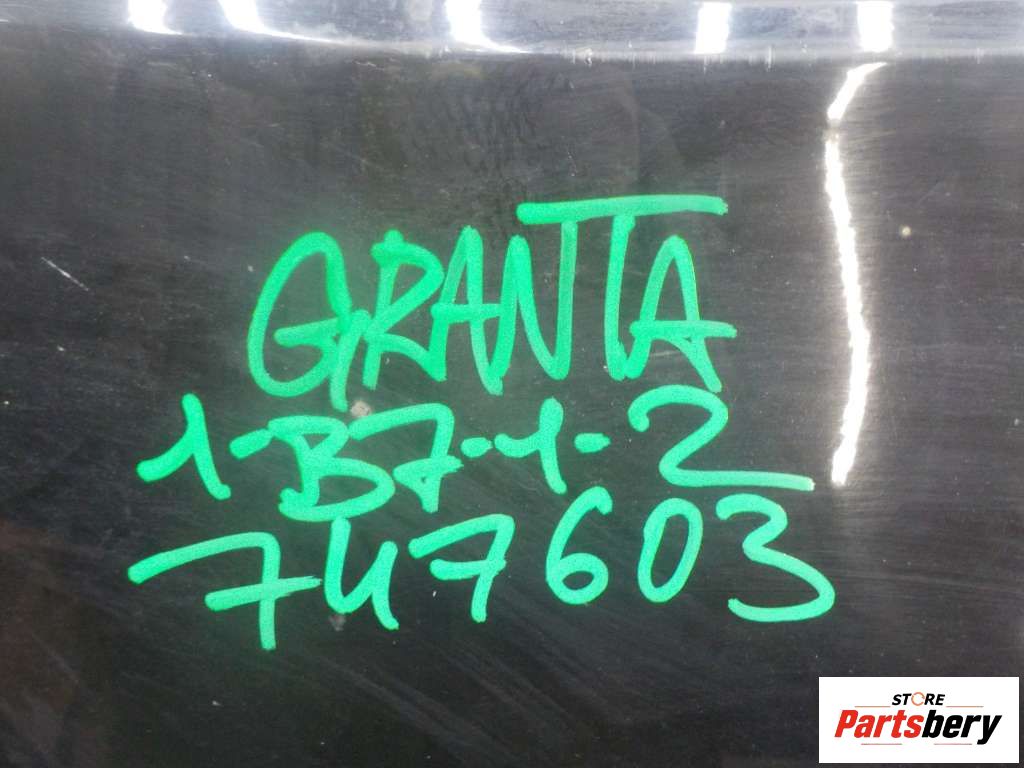 GRANTA
1-B7-1-2
747603
STORE
Partsbery